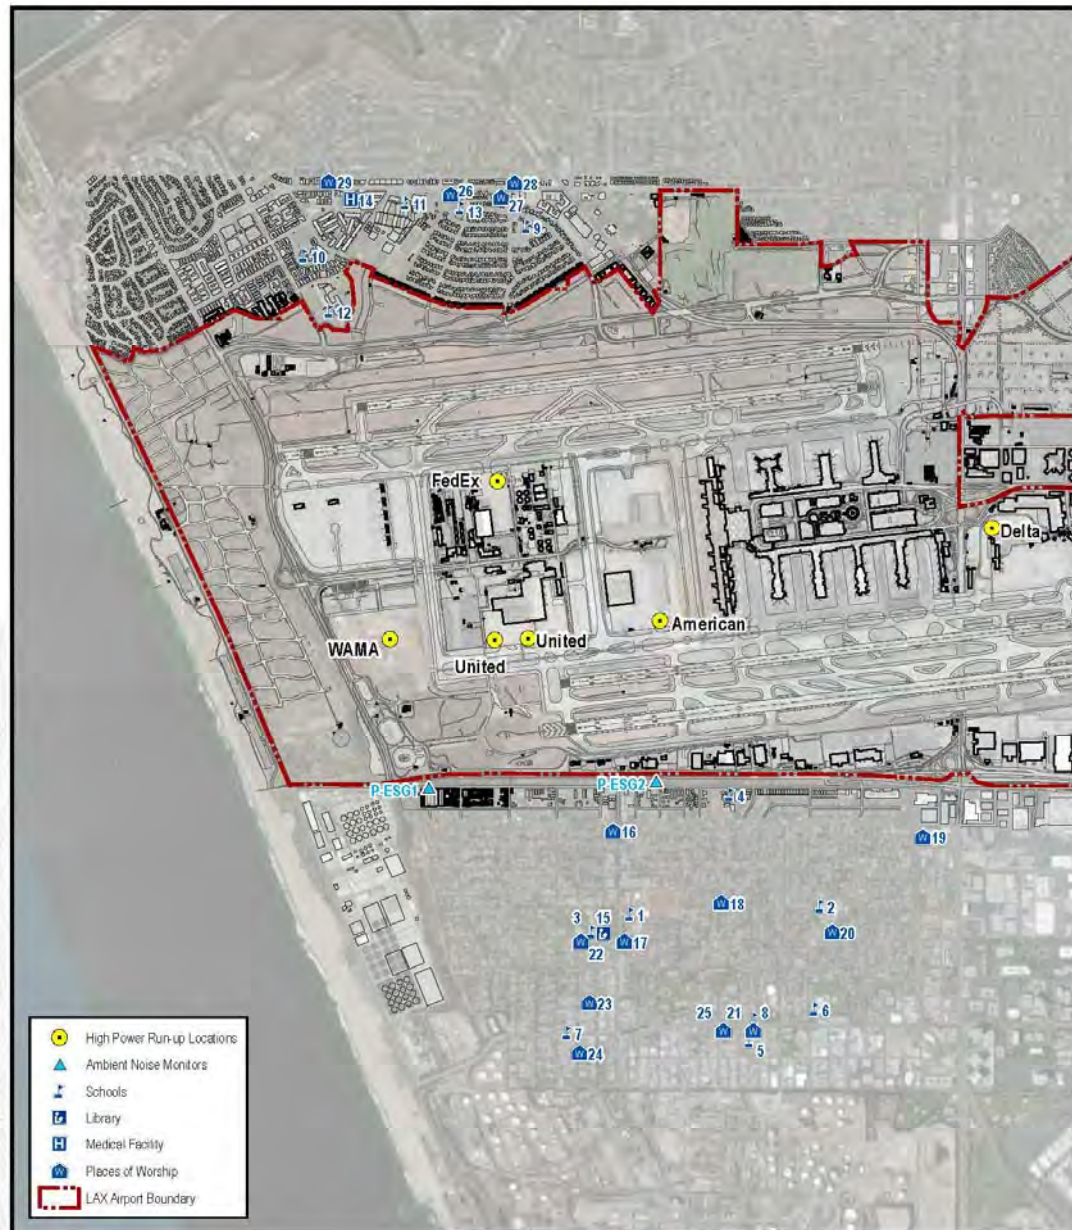 29
26
28
14
11
13
27
9
10
12
FedEx
Delta
American
WAMA
United
United
P-ESG1
P-ESG2
4
16
19
18
1
2
3
15
20
22
17
23
25
21
8
6
7
24
5
High Power Run-up Locations
Ambient Noise Monitors
Schools
Library
Medical Facility
Places of Worship
LAX Airport Boundary